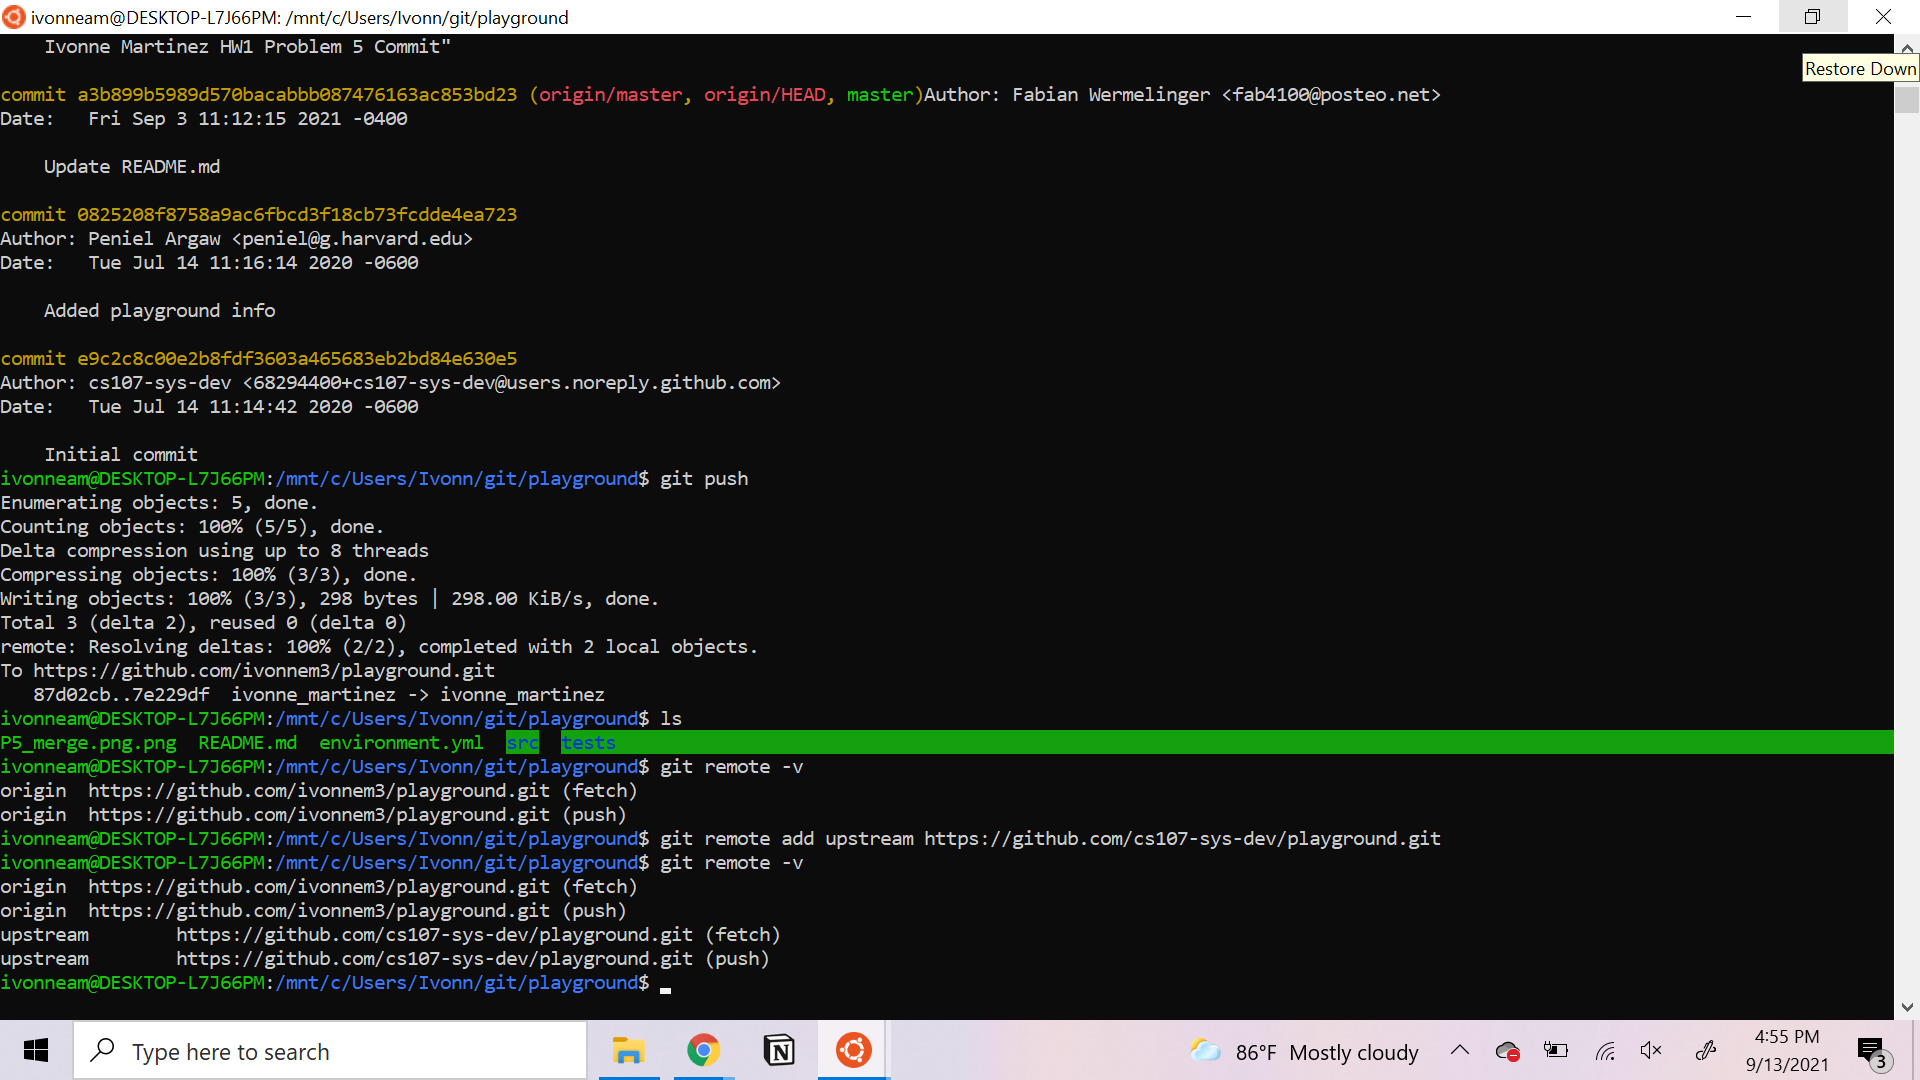 ivonneam@DESKTOP-L7J66PM: /mnt/c/Users/Ivonn/git/playground
Ivonne Martinez HW1 Problem 5 Commit"
Restore Down
commit a3b899b5989d570bacabbb087476163ac853bd23 (origin/master, origin/HEAD, master)Author: Fabian Wermelinger <fab4100@posteo.net>
Date:   Fri Sep 3 11:12:15 2021 -0400
Update README.md
commit 0825208f8758a9ac6fbcd3f18cb73fcdde4ea723
Author: Peniel Argaw <peniel@g.harvard.edu>
Date:   Tue Jul 14 11:16:14 2020 -0600
Added playground info
commit e9c2c8c00e2b8fdf3603a465683eb2bd84e630e5
Author: cs107-sys-dev <68294400+cs107-sys-dev@users.noreply.github.com>
Date:   Tue Jul 14 11:14:42 2020 -0600
Initial commit
ivonneam@DESKTOP-L7J66PM:/mnt/c/Users/Ivonn/git/playground$ git push
Enumerating objects: 5, done.
Counting objects: 100% (5/5), done.
Delta compression using up to 8 threads
Compressing objects: 100% (3/3), done.
Writing objects: 100% (3/3), 298 bytes | 298.00 KiB/s, done.
Total 3 (delta 2), reused 0 (delta 0)
remote: Resolving deltas: 100% (2/2), completed with 2 local objects.
To https://github.com/ivonnem3/playground.git
87d02cb..7e229df  ivonne_martinez -> ivonne_martinez
ivonneam@DESKTOP-L7J66PM:/mnt/c/Users/Ivonn/git/playground$ ls
P5_merge.png.png  README.md  environment.yml  src  tests
ivonneam@DESKTOP-L7J66PM:/mnt/c/Users/Ivonn/git/playground$ git remote -v
origin  https://github.com/ivonnem3/playground.git (fetch)
origin  https://github.com/ivonnem3/playground.git (push)
ivonneam@DESKTOP-L7J66PM:/mnt/c/Users/Ivonn/git/playground$ git remote add upstream https://github.com/cs107-sys-dev/playground.git
ivonneam@DESKTOP-L7J66PM:/mnt/c/Users/Ivonn/git/playground$ git remote -v
origin  https://github.com/ivonnem3/playground.git (fetch)
origin  https://github.com/ivonnem3/playground.git (push)
upstream        https://github.com/cs107-sys-dev/playground.git (fetch)
upstream        https://github.com/cs107-sys-dev/playground.git (push)
ivonneam@DESKTOP-L7J66PM:/mnt/c/Users/Ivonn/git/playground$
Type here to search
86°F Mostly cloudy
4:55 PM
9/13/2021
3